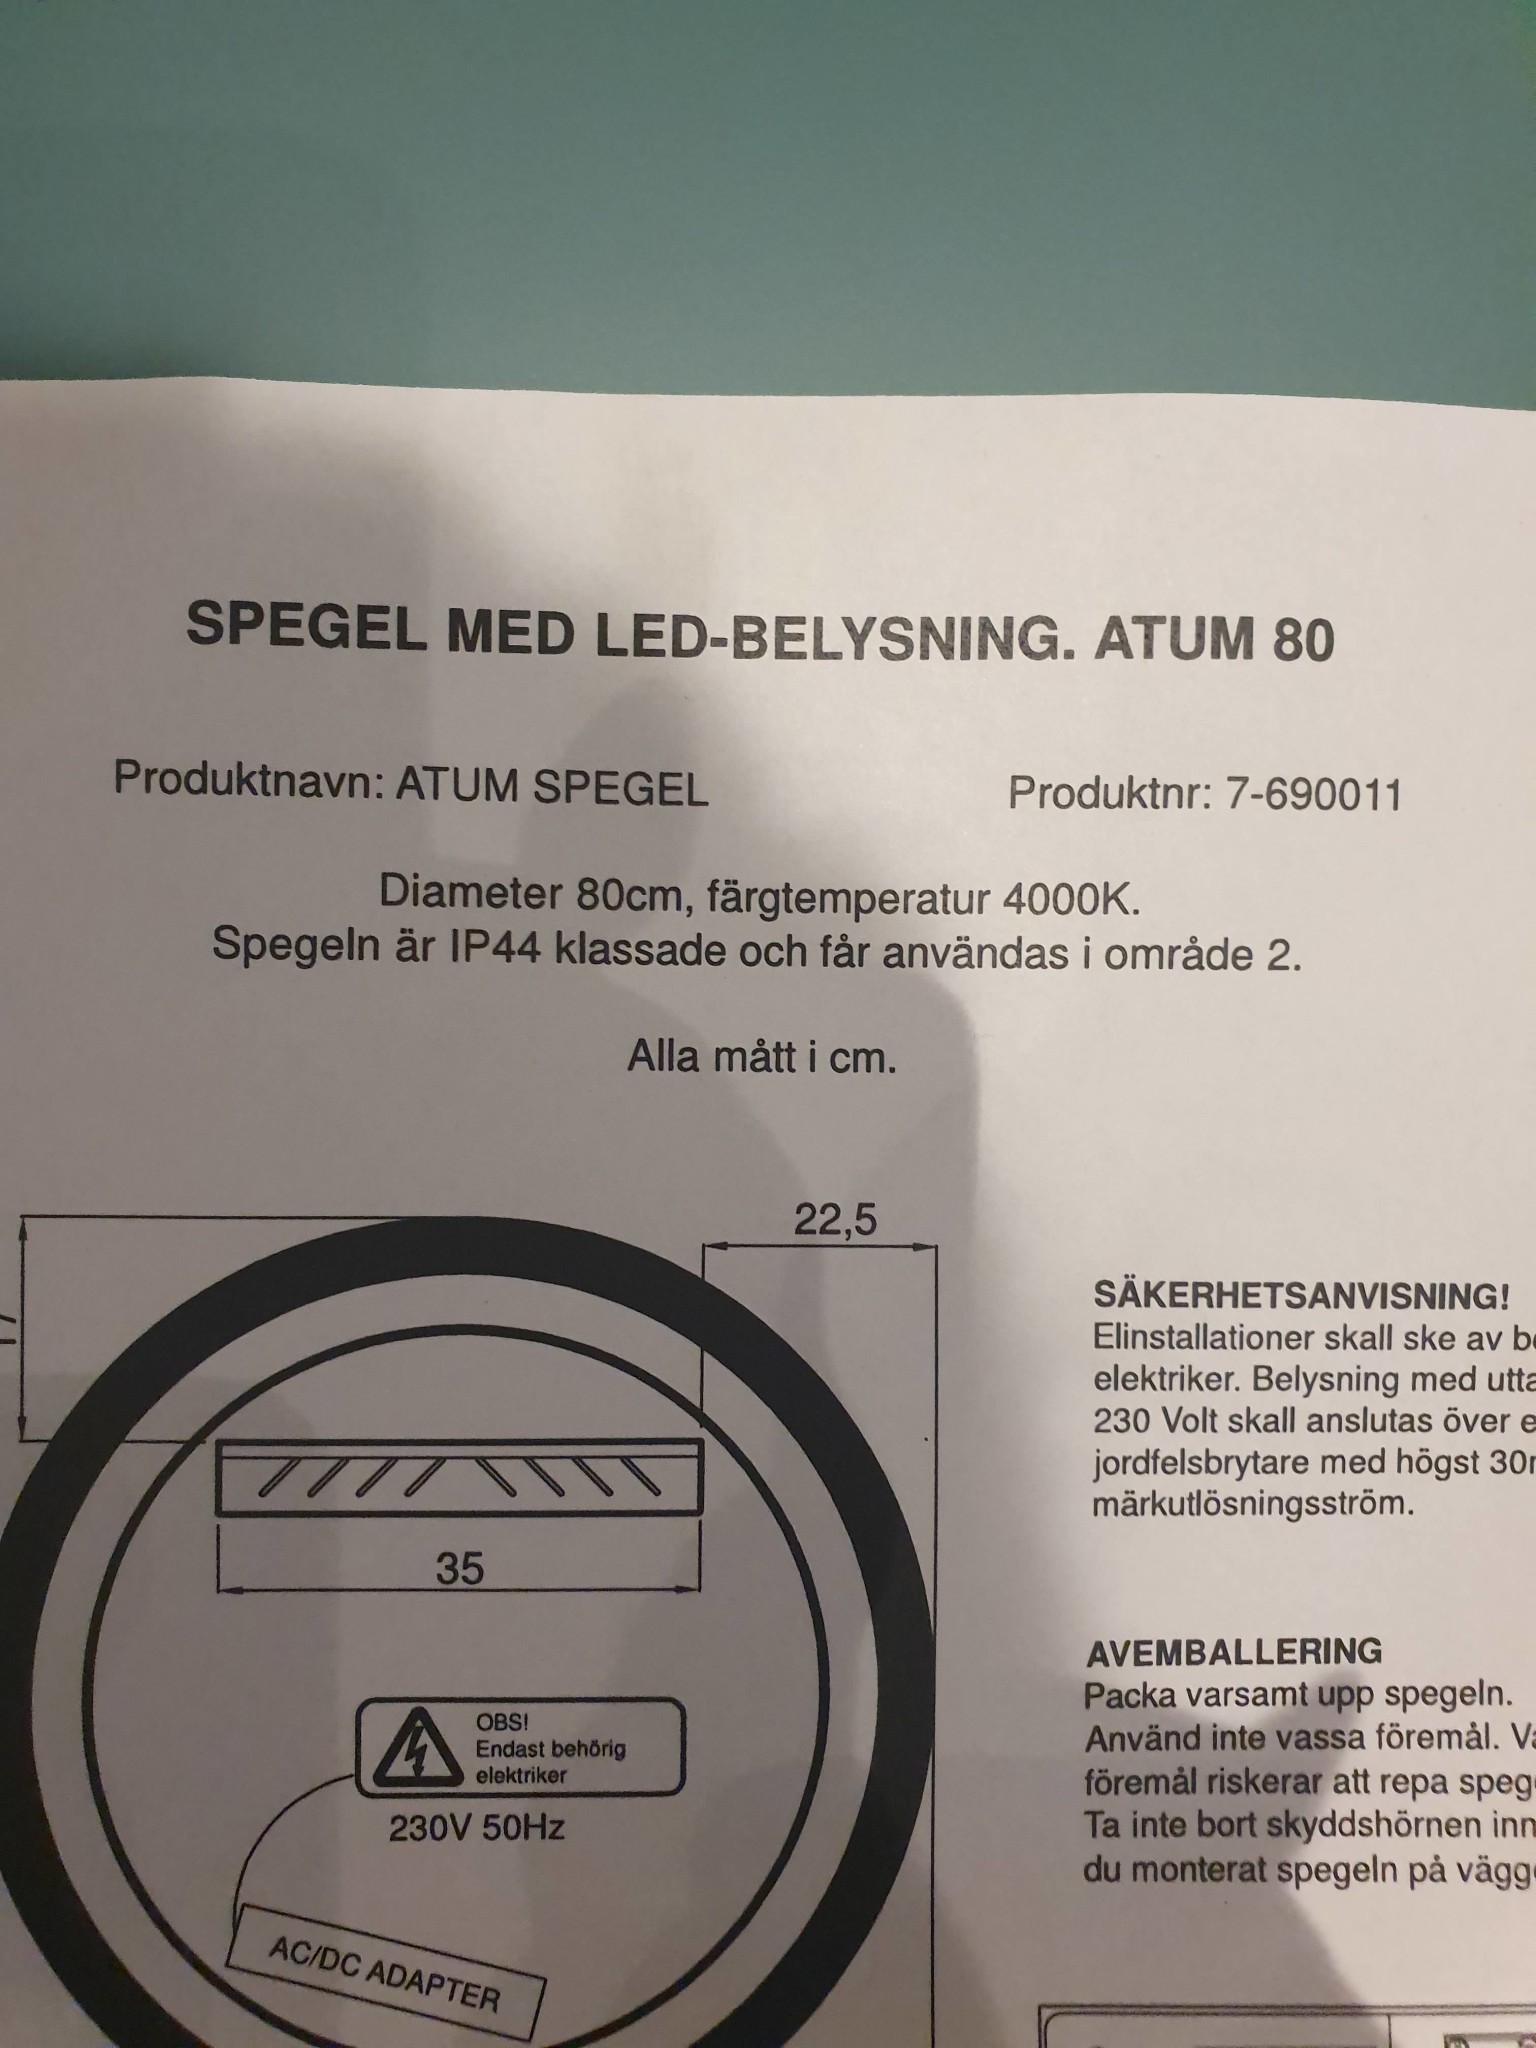 SPEGEL MED LED-BELYSNING. ATUM 80
Produktnavn: ATUM SPEGEL
Produktnr: 7-690011
Diameter 80cm, färgtemperatur 4000K.
Spegeln är IP44 klassade och får användas i område 2.
Alla mått i cm.
22,5
35
OBS!
Endast behörig
elektriker
230V 50Hz
AC/DC ADAPTER
SÄKERHETSANVISNING!
Elinstallationer skall ske av
elektriker. Belysning med
230 Volt skall anslutas över
jordfelsbrytare med högst
märkutlösningsström.
AVEMBALLERING
Packa varsamt upp spegeln.
Använd inte vassa föremål.
föremål riskerar att repa
Ta inte bort skyddshörnen
du monterat spegeln på